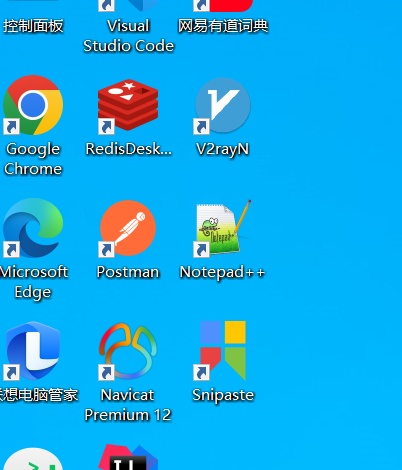 控制面板
Visual
Studio Code
网易有道词典
Google
Chrome
RedisDesk...
V2rayN
Microsoft
Edge
Postman
Notepad++
想电脑管家
Navicat
Premium 12
Snipaste